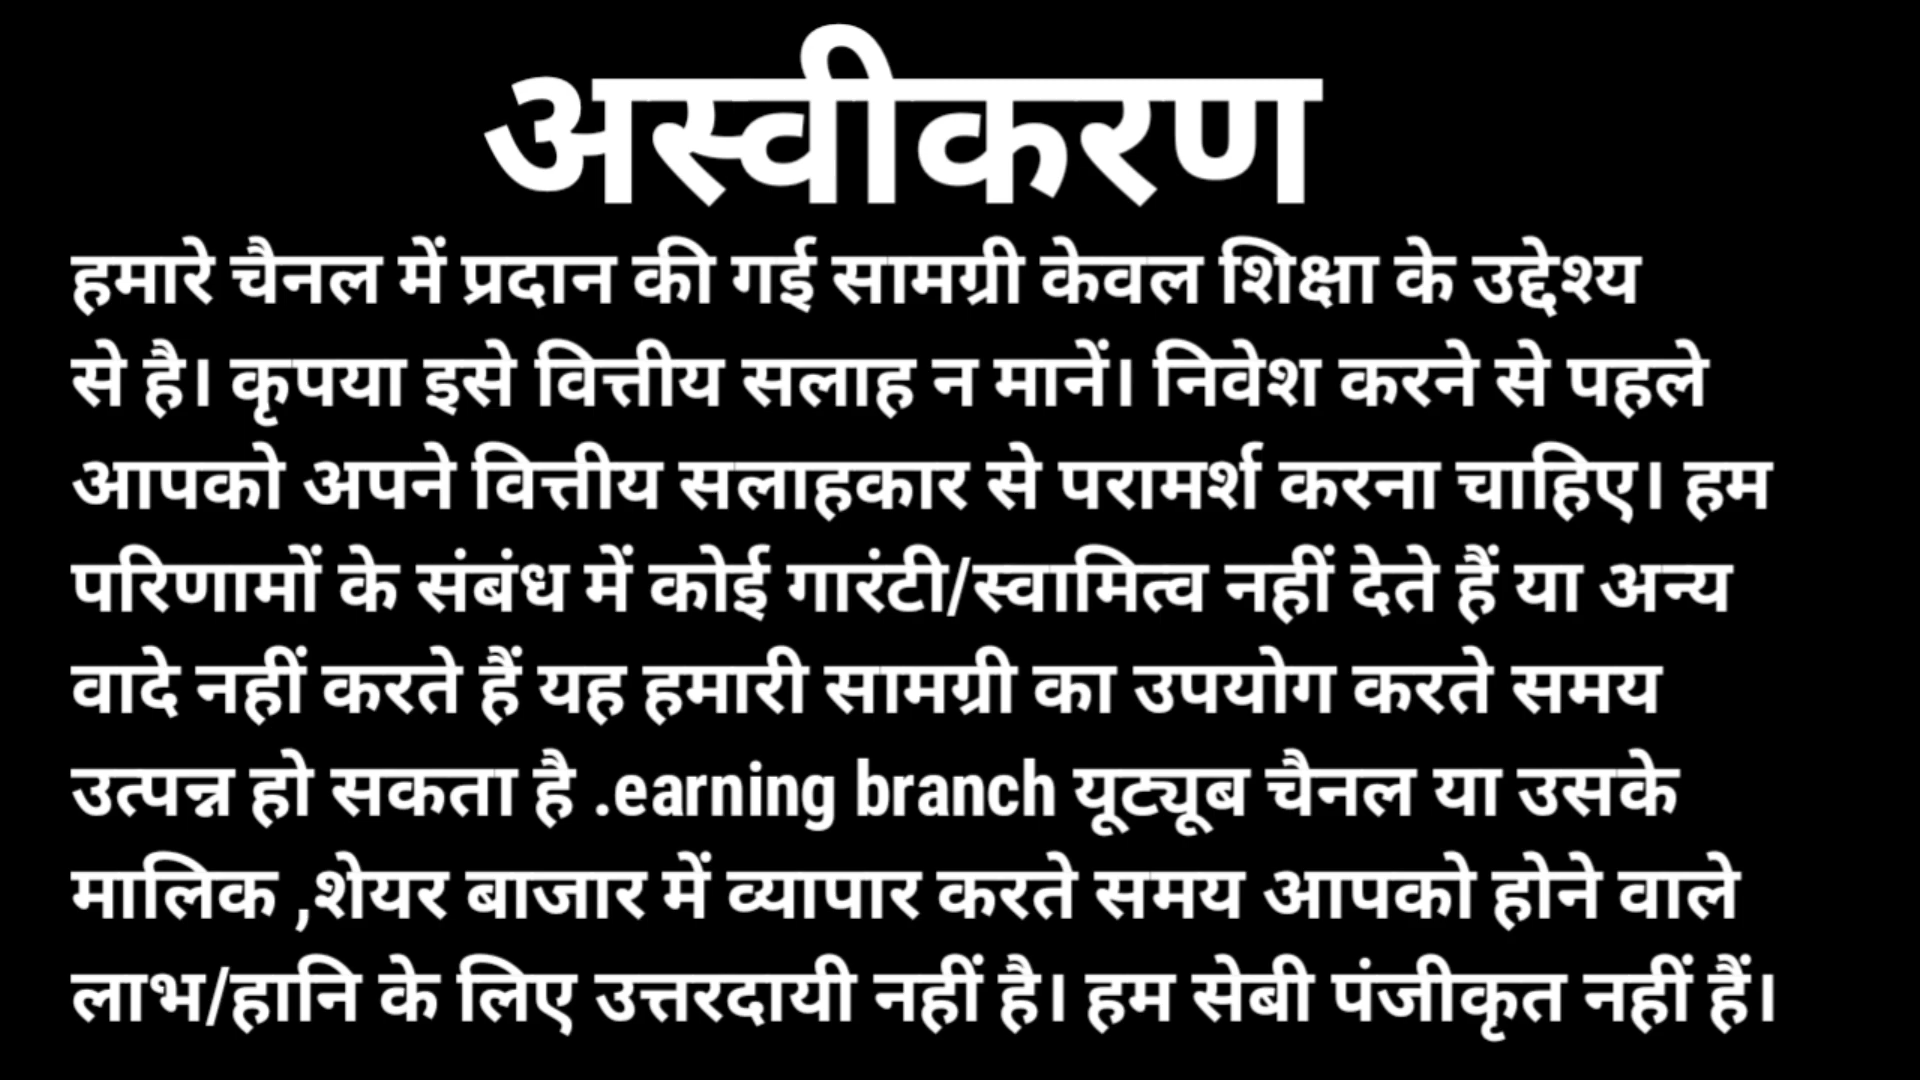 अस्वीकरण
हमारे चैनल में प्रदान की गई सामग्री केवल शिक्षा के उद्देश्य
से है। कृपया इसे वित्तीय सलाह न मानें। निवेश करने से पहले
आपको अपने वित्तीय सलाहकार से परामर्श करना चाहिए। हम
परिणामों के संबंध में कोई गारंटी/स्वामित्व नहीं देते हैं या अन्य
वादे नहीं करते हैं यह हमारी सामग्री का उपयोग करते समय
उत्पन्न हो सकता है .earning branch यूट्यूब चैनल या उसके
मालिक ,शेयर बाजार में व्यापार करते समय आपको होने वाले
लाभ/हानि के लिए उत्तरदायी नहीं है। हम सेबी पंजीकृत नहीं हैं।